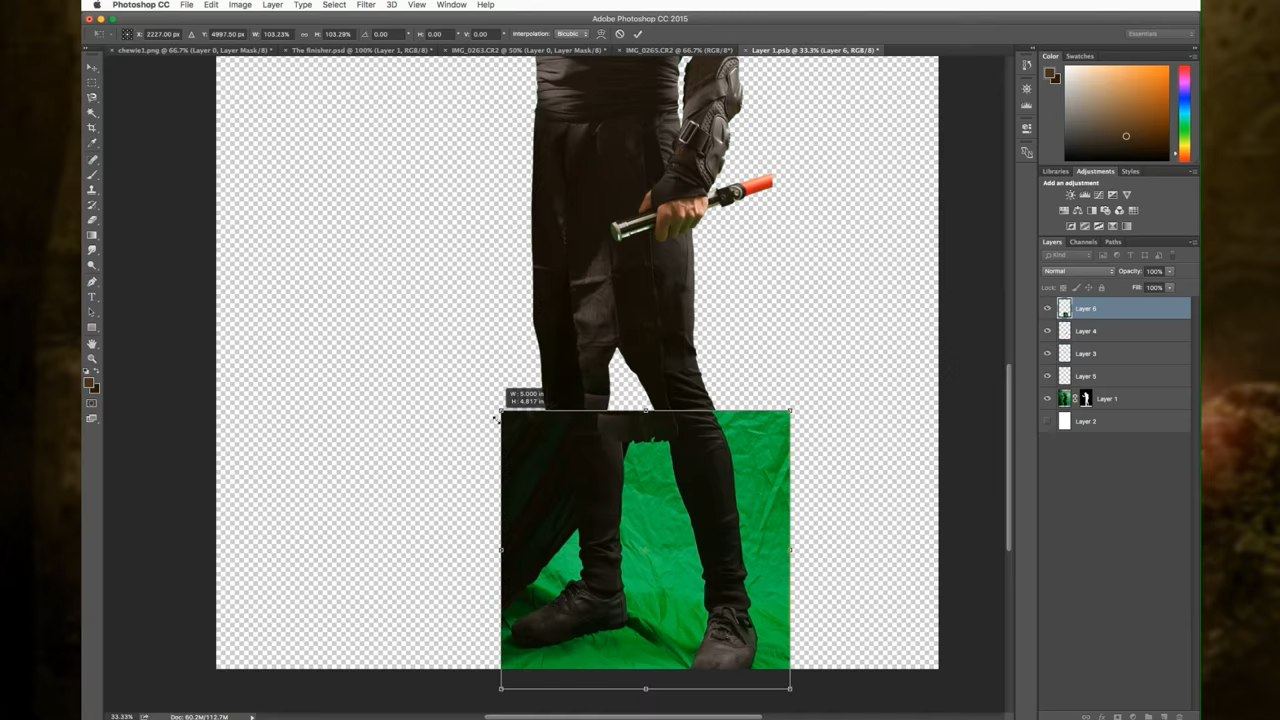 Photoshop CC File Edit Image Layer Type Select Filter 3D View Window Help
Adobe Photoshop CC 2015
X: 2227.00 px Y: 4997.50 px W: 103.23% H: 103.29% 0.00 H: 0.00 V: 0.00 Interpolation: Bicubic Essentials
× chewie1.png @ 66.7% (Layer 0, Layer Mask/8) * × The finisher.psd @ 100% (Layer 1, RGB/8) * × IMG_0263.CR2 @ 50% (Layer 0, Layer Mask/8) * × IMG_0265.CR2 @ 66.7% (RGB/8*) × Layer 1.psb @ 33.3% (Layer 6, RGB/8) *
Color Swatches
Libraries Adjustments Styles
Add an adjustment
Layers Channels Paths
Kind
Normal Opacity: 100%
Lock: Fill: 100%
Layer 6
Layer 4
Layer 3
Layer 5
Layer 1
Layer 2
W: 5.000 in
H: 4.817 in
33.33% Doc: 60.2M/112.7M